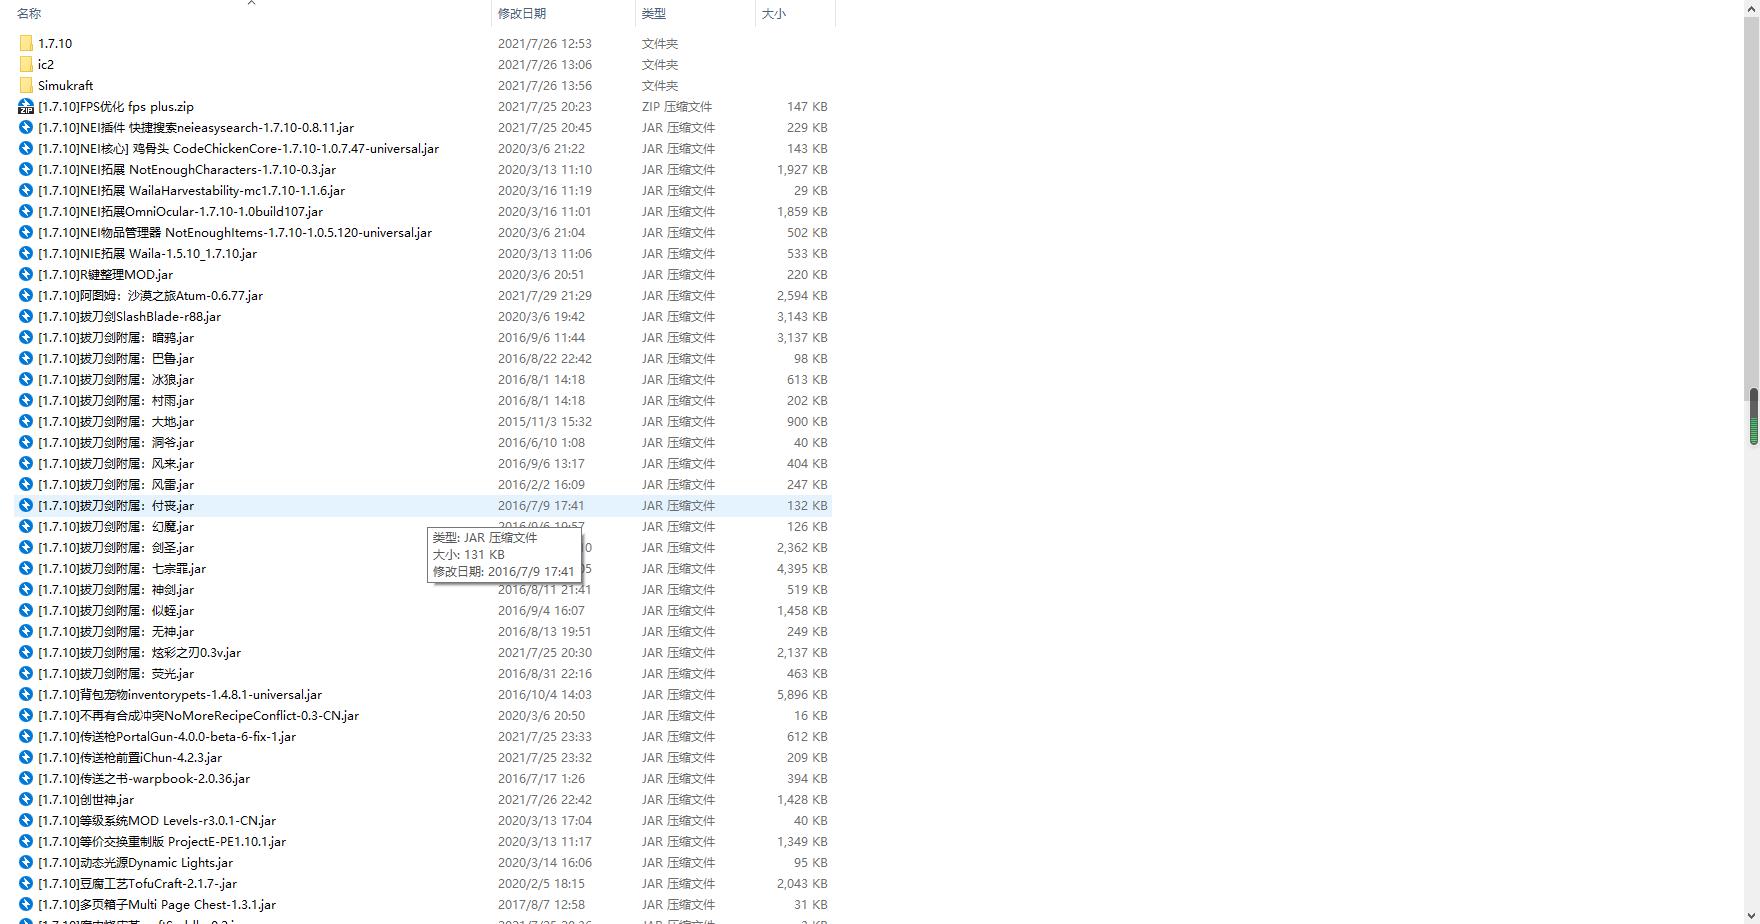 名称 修改日期 类型 大小
1.7.10 2021/7/26 12:53 文件夹
ic2 2021/7/26 13:06 文件夹
Simukraft 2021/7/26 13:56 文件夹
[1.7.10]FPS优化 fps plus.zip 2021/7/25 20:23 ZIP 压缩文件 147 KB
[1.7.10]NEI插件 快捷搜索neieasysearch-1.7.10-0.8.11.jar 2021/7/25 20:45 JAR 压缩文件 229 KB
[1.7.10]NEI核心] 鸡骨头 CodeChickenCore-1.7.10-1.0.7.47-universal.jar 2020/3/6 21:22 JAR 压缩文件 143 KB
[1.7.10]NEI拓展 NotEnoughCharacters-1.7.10-0.3.jar 2020/3/13 11:10 JAR 压缩文件 1,927 KB
[1.7.10]NEI拓展 WailaHarvestability-mc1.7.10-1.1.6.jar 2020/3/16 11:19 JAR 压缩文件 29 KB
[1.7.10]NEI拓展OmniOcular-1.7.10-1.0build107.jar 2020/3/16 11:01 JAR 压缩文件 1,859 KB
[1.7.10]NEI物品管理器 NotEnoughItems-1.7.10-1.0.5.120-universal.jar 2020/3/6 21:04 JAR 压缩文件 502 KB
[1.7.10]NIE拓展 Waila-1.5.10_1.7.10.jar 2020/3/13 11:06 JAR 压缩文件 533 KB
[1.7.10]R键整理MOD.jar 2020/3/6 20:51 JAR 压缩文件 220 KB
[1.7.10]阿图姆：沙漠之旅Atum-0.6.77.jar 2021/7/29 21:29 JAR 压缩文件 2,594 KB
[1.7.10]拔刀剑SlashBlade-r88.jar 2020/3/6 19:42 JAR 压缩文件 3,143 KB
[1.7.10]拔刀剑附属：暗鸦.jar 2016/9/6 11:44 JAR 压缩文件 3,137 KB
[1.7.10]拔刀剑附属：巴鲁.jar 2016/8/22 22:42 JAR 压缩文件 98 KB
[1.7.10]拔刀剑附属：冰狼.jar 2016/8/1 14:18 JAR 压缩文件 613 KB
[1.7.10]拔刀剑附属：村雨.jar 2016/8/1 14:18 JAR 压缩文件 202 KB
[1.7.10]拔刀剑附属：大地.jar 2015/11/3 15:32 JAR 压缩文件 900 KB
[1.7.10]拔刀剑附属：洞爷.jar 2016/6/10 1:08 JAR 压缩文件 40 KB
[1.7.10]拔刀剑附属：风来.jar 2016/9/6 13:17 JAR 压缩文件 404 KB
[1.7.10]拔刀剑附属：风雷.jar 2016/2/2 16:09 JAR 压缩文件 247 KB
[1.7.10]拔刀剑附属：付丧.jar 2016/7/9 17:41 JAR 压缩文件 132 KB
[1.7.10]拔刀剑附属：幻魔.jar 2016/9/6 19:57 JAR 压缩文件 126 KB
类型: JAR 压缩文件
大小: 131 KB
修改日期: 2016/7/9 17:41
[1.7.10]拔刀剑附属：剑圣.jar 0 JAR 压缩文件 2,362 KB
[1.7.10]拔刀剑附属：七宗罪.jar 05 JAR 压缩文件 4,395 KB
[1.7.10]拔刀剑附属：神剑.jar 2016/8/11 21:41 JAR 压缩文件 519 KB
[1.7.10]拔刀剑附属：似蛭.jar 2016/9/4 16:07 JAR 压缩文件 1,458 KB
[1.7.10]拔刀剑附属：无神.jar 2016/8/13 19:51 JAR 压缩文件 249 KB
[1.7.10]拔刀剑附属：炫彩之刃0.3v.jar 2021/7/25 20:30 JAR 压缩文件 2,137 KB
[1.7.10]拔刀剑附属：荧光.jar 2016/8/31 22:16 JAR 压缩文件 463 KB
[1.7.10]背包宠物inventorypets-1.4.8.1-universal.jar 2016/10/4 14:03 JAR 压缩文件 5,896 KB
[1.7.10]不再有合成冲突NoMoreRecipeConflict-0.3-CN.jar 2020/3/6 20:50 JAR 压缩文件 16 KB
[1.7.10]传送枪PortalGun-4.0.0-beta-6-fix-1.jar 2021/7/25 23:33 JAR 压缩文件 612 KB
[1.7.10]传送枪前置iChun-4.2.3.jar 2021/7/25 23:32 JAR 压缩文件 209 KB
[1.7.10]传送之书-warpbook-2.0.36.jar 2016/7/17 1:26 JAR 压缩文件 394 KB
[1.7.10]创世神.jar 2021/7/26 22:42 JAR 压缩文件 1,428 KB
[1.7.10]等级系统MOD Levels-r3.0.1-CN.jar 2020/3/13 17:04 JAR 压缩文件 40 KB
[1.7.10]等价交换重制版 ProjectE-PE1.10.1.jar 2020/3/13 11:17 JAR 压缩文件 1,349 KB
[1.7.10]动态光源Dynamic Lights.jar 2020/3/14 16:06 JAR 压缩文件 95 KB
[1.7.10]豆腐工艺TofuCraft-2.1.7-.jar 2020/2/5 18:15 JAR 压缩文件 2,043 KB
[1.7.10]多页箱子Multi Page Chest-1.3.1.jar 2017/8/7 12:58 JAR 压缩文件 31 KB